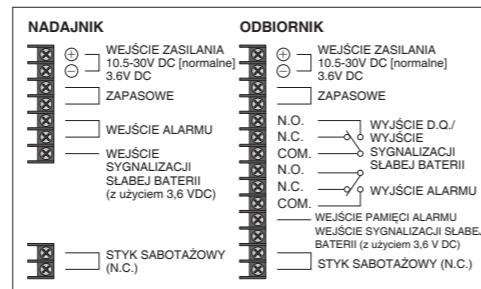 NADAJNIK
⊕ WEJŚCIE ZASILANIA
10.5-30V DC [normalne]
⊖ 3.6V DC
ZAPASOWE
WEJŚCIE ALARMU
WEJŚCIE
SYGNALIZACJI
SŁABEJ BATERII
(z użyciem 3,6 VDC)
STYK SABOTAŻOWY
(N.C.)
ODBIORNIK
⊕ WEJŚCIE ZASILANIA
10.5-30V DC [normalne]
⊖ 3.6V DC
ZAPASOWE
N.O.
N.C.
COM.
WYJŚCIE D.Q./
WYJŚCIE
SYGNALIZACJI
SŁABEJ BATERII
N.O.
N.C.
COM.
WYJŚCIE ALARMU
WEJŚCIE PAMIĘCI ALARMU
WEJŚCIE SYGNALIZACJI SŁABEJ
BATERII (z użyciem 3,6 V DC)
STYK SABOTAŻOWY (N.C.)